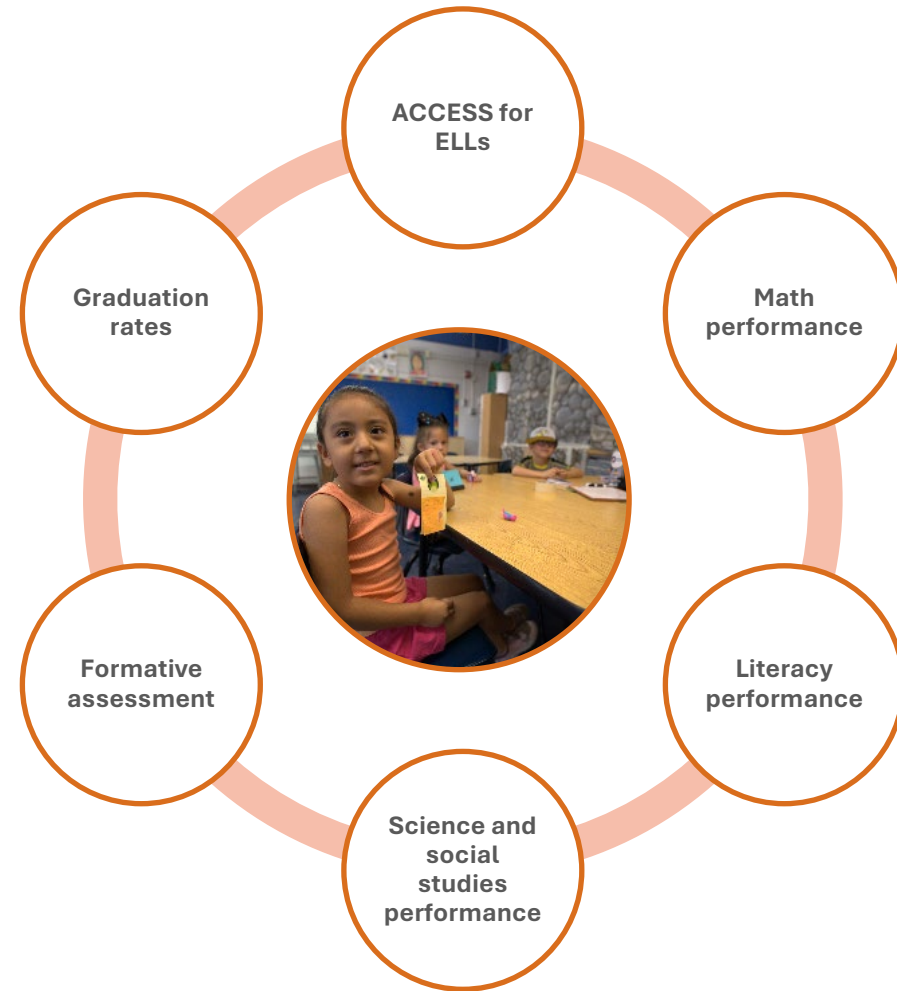 ACCESS for
ELLs
Math
performance
Literacy
performance
Science and
social
studies
performance
Formative
assessment
Graduation
rates